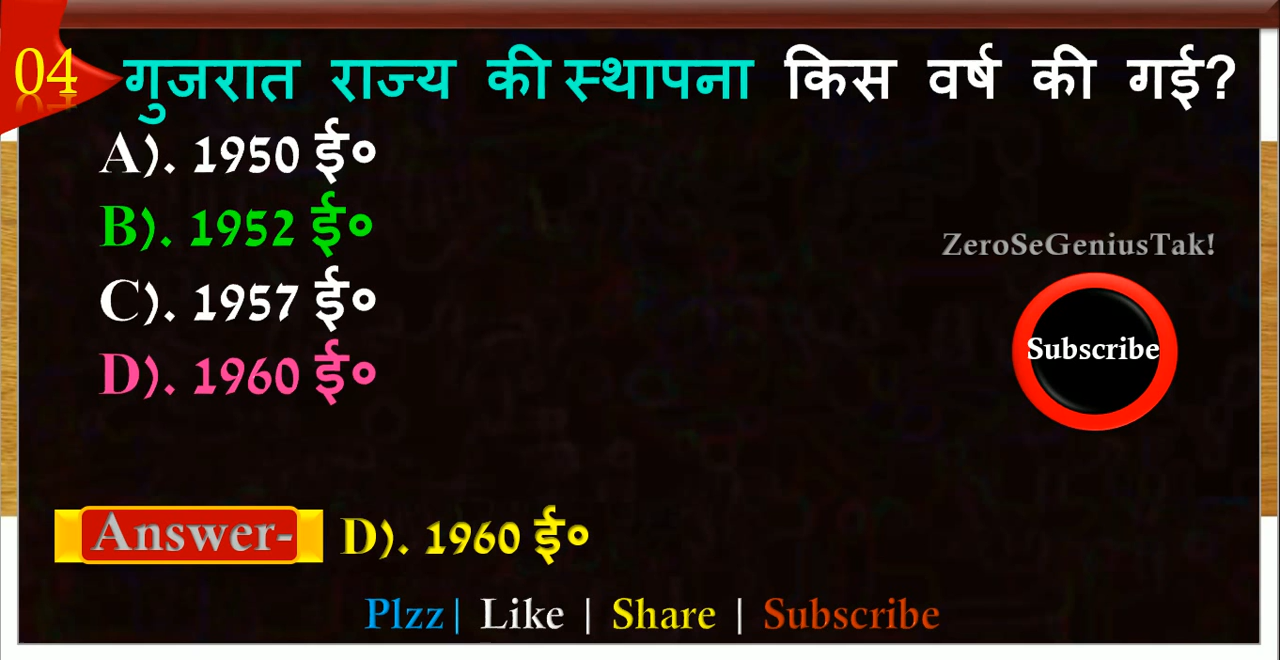 04
गुजरात राज्य की स्थापना किस वर्ष की गई?
A). 1950 ई०
B). 1952 ई०
C). 1957 ई०
D). 1960 ई०
ZeroSeGeniusTak!
Subscribe
Answer- D). 1960 ई०
Plzz| Like | Share | Subscribe